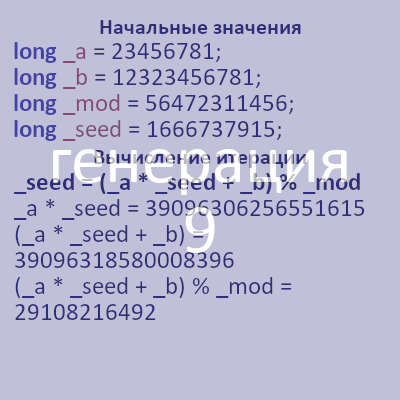 Начальные значения
long _a = 23456781;
long _b = 12323456781;
long _mod = 56472311456;
long _seed = 1666737915;
Вычисление итерации
генерация
_seed = (_a * _seed + _b) % _mod
_a * _seed = 39096306256551615
9
(_a * _seed + _b) =
39096318580008396
(_a * _seed + _b) % _mod =
29108216492